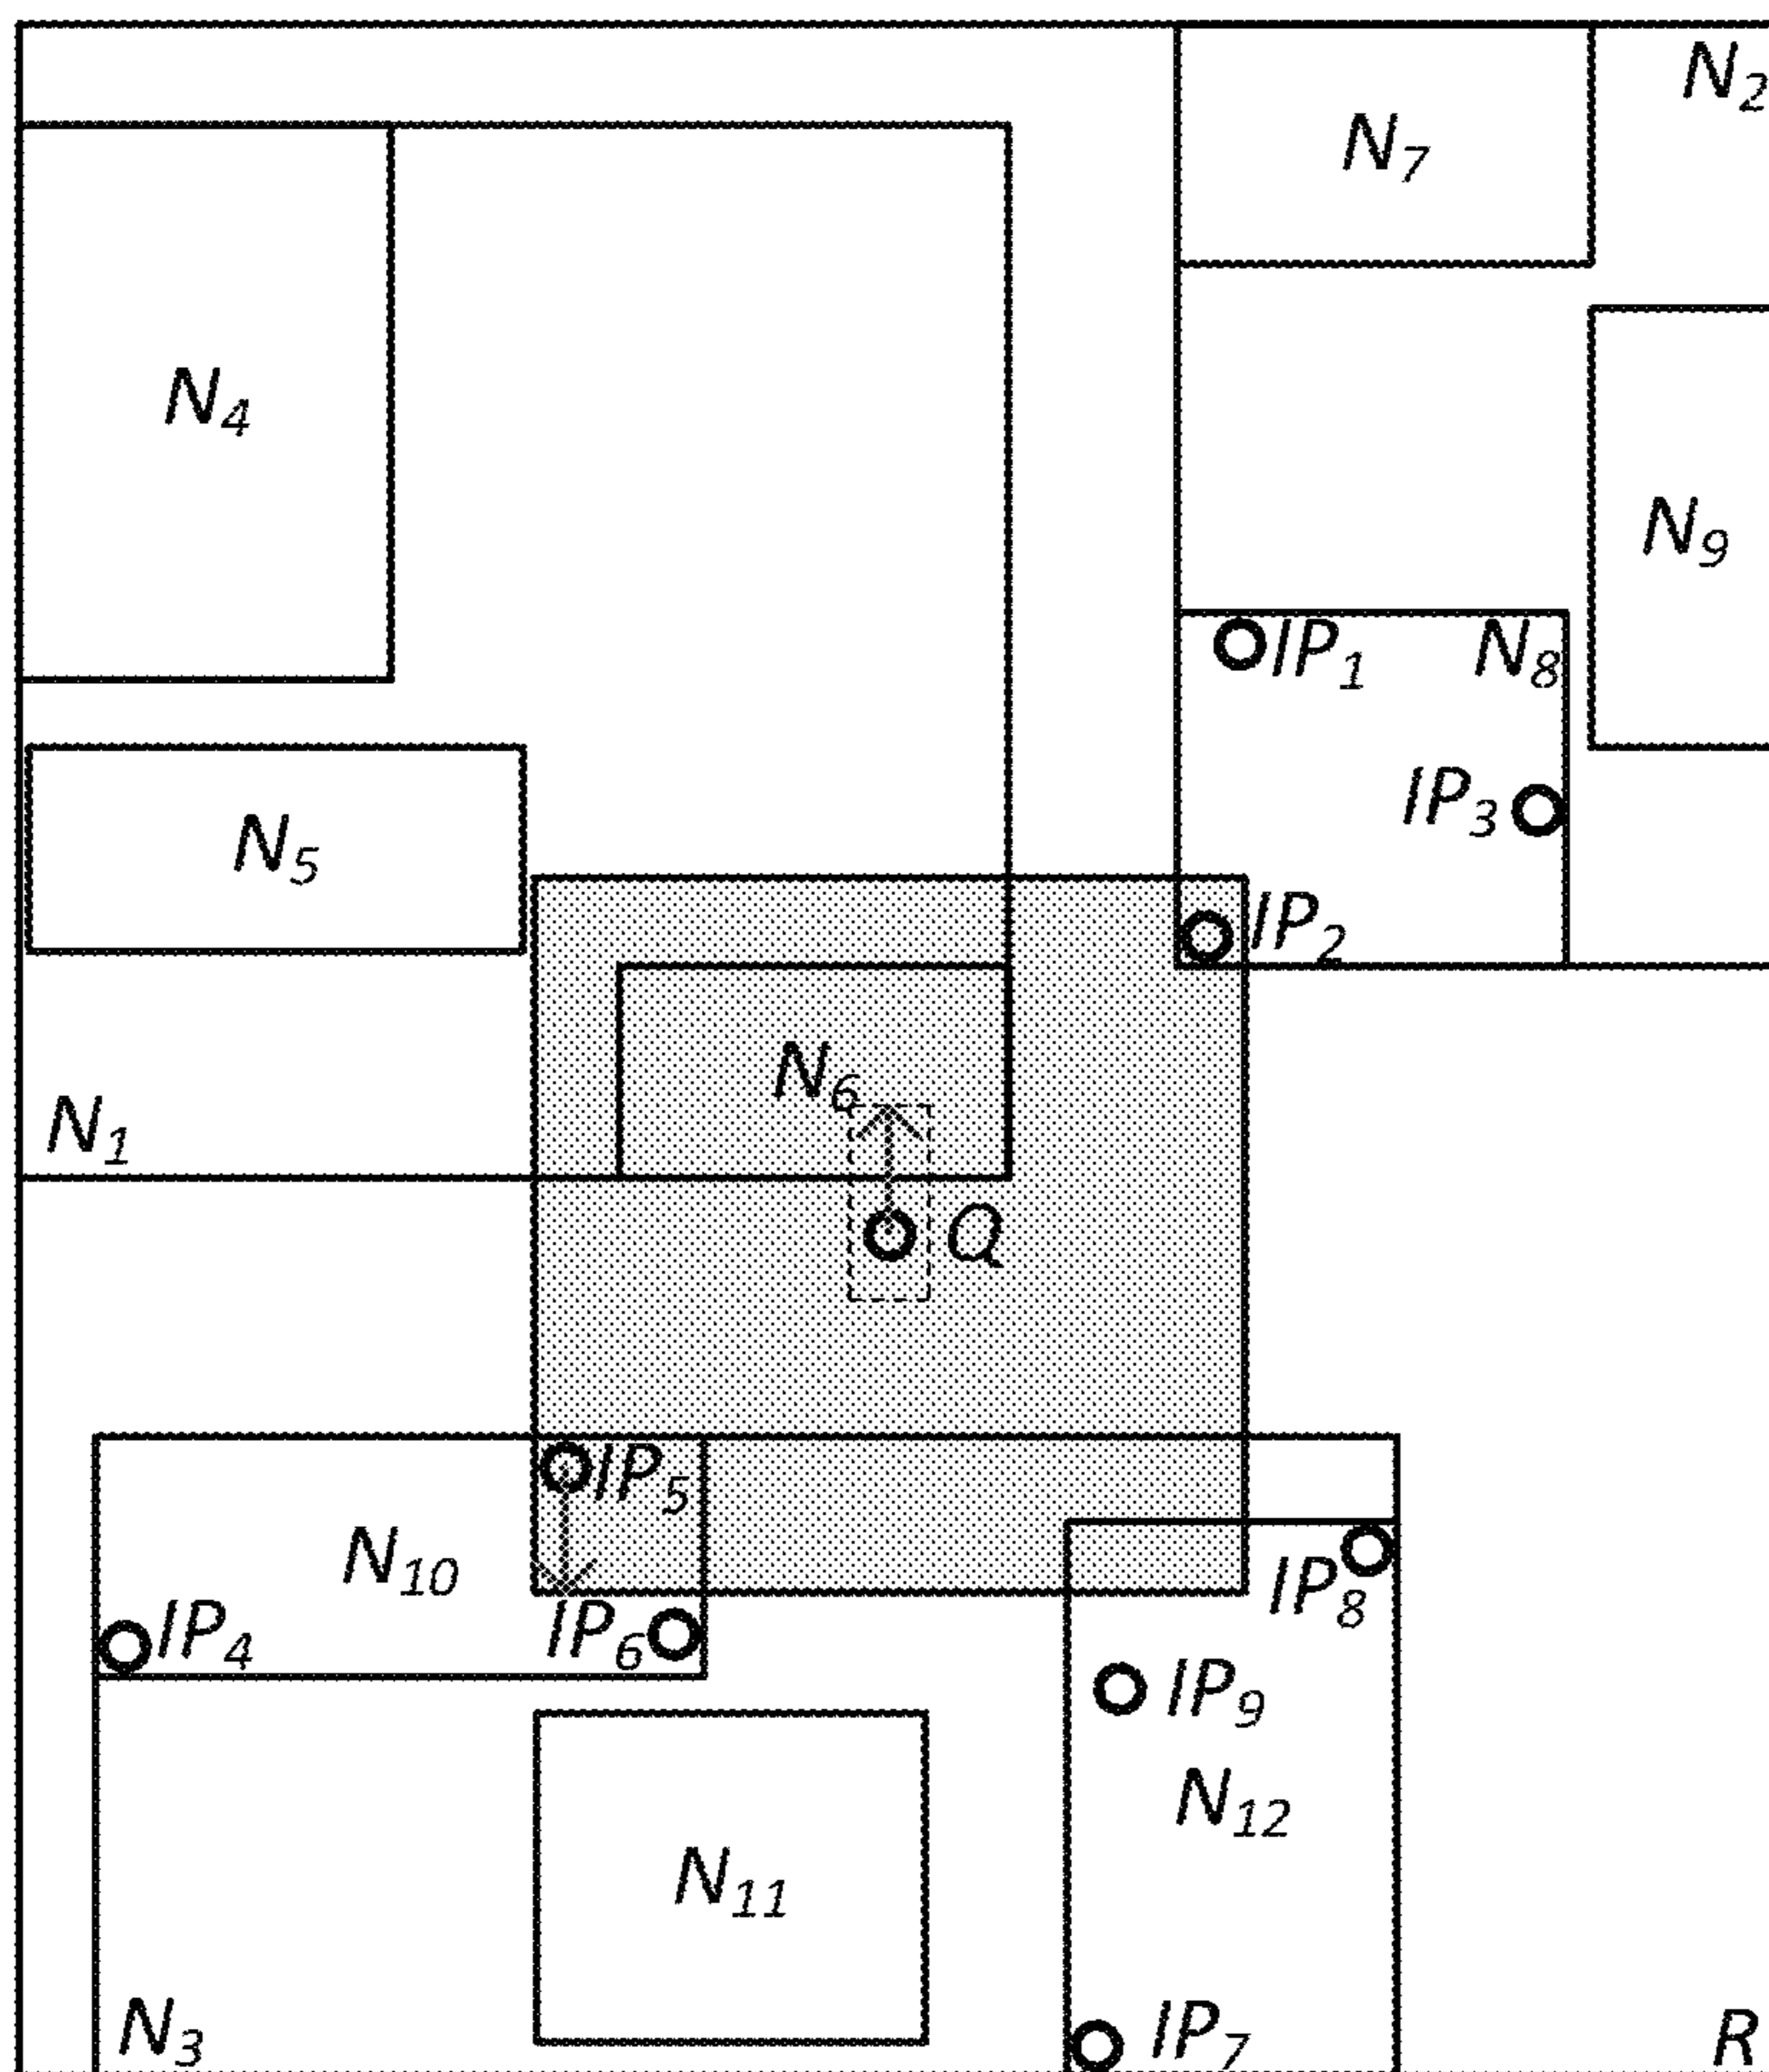 N₂
N₇
N₄
N₉
IP₁
N₈
IP₃
N₅
IP₂
N₆
N₁
Q
IP₅
N₁₀
IP₈
IP₄
IP₆
IP₉
N₁₂
N₁₁
N₃
IP₇
R